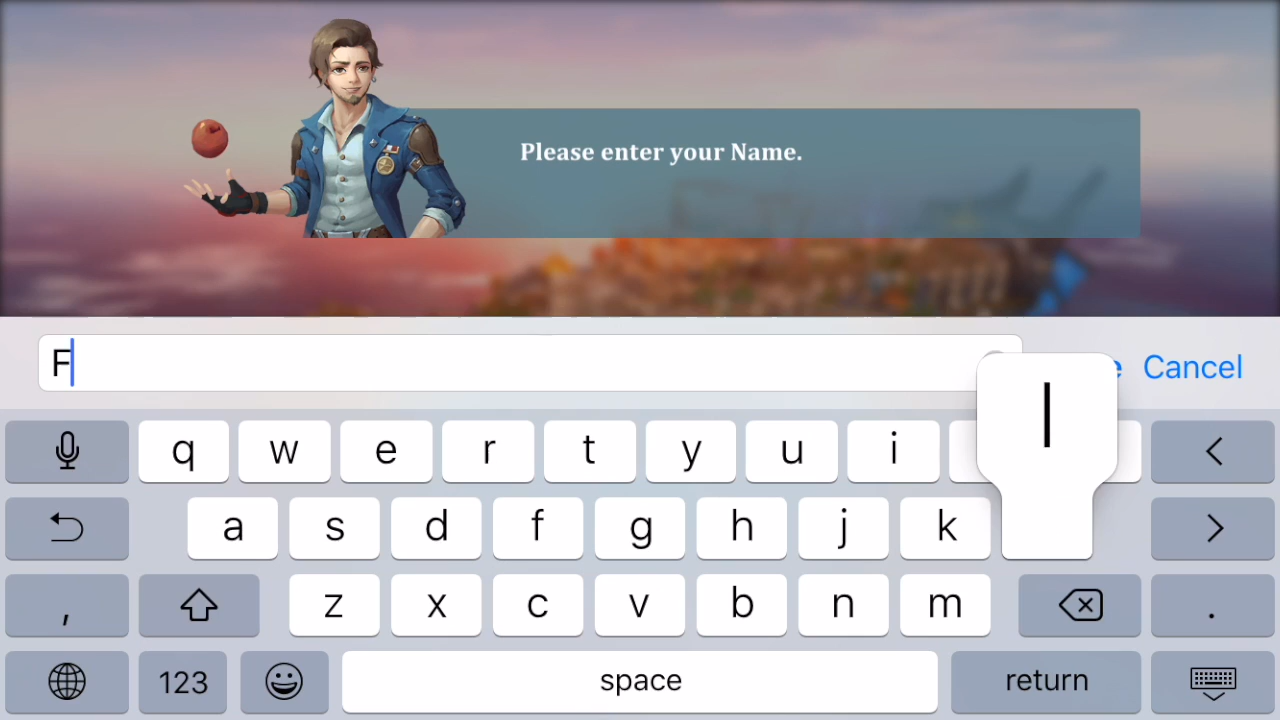 Please enter your Name.
F
e Cancel
l
q w e r t y u i
a s d f g h j k
, z x c v b n m .
123 space return